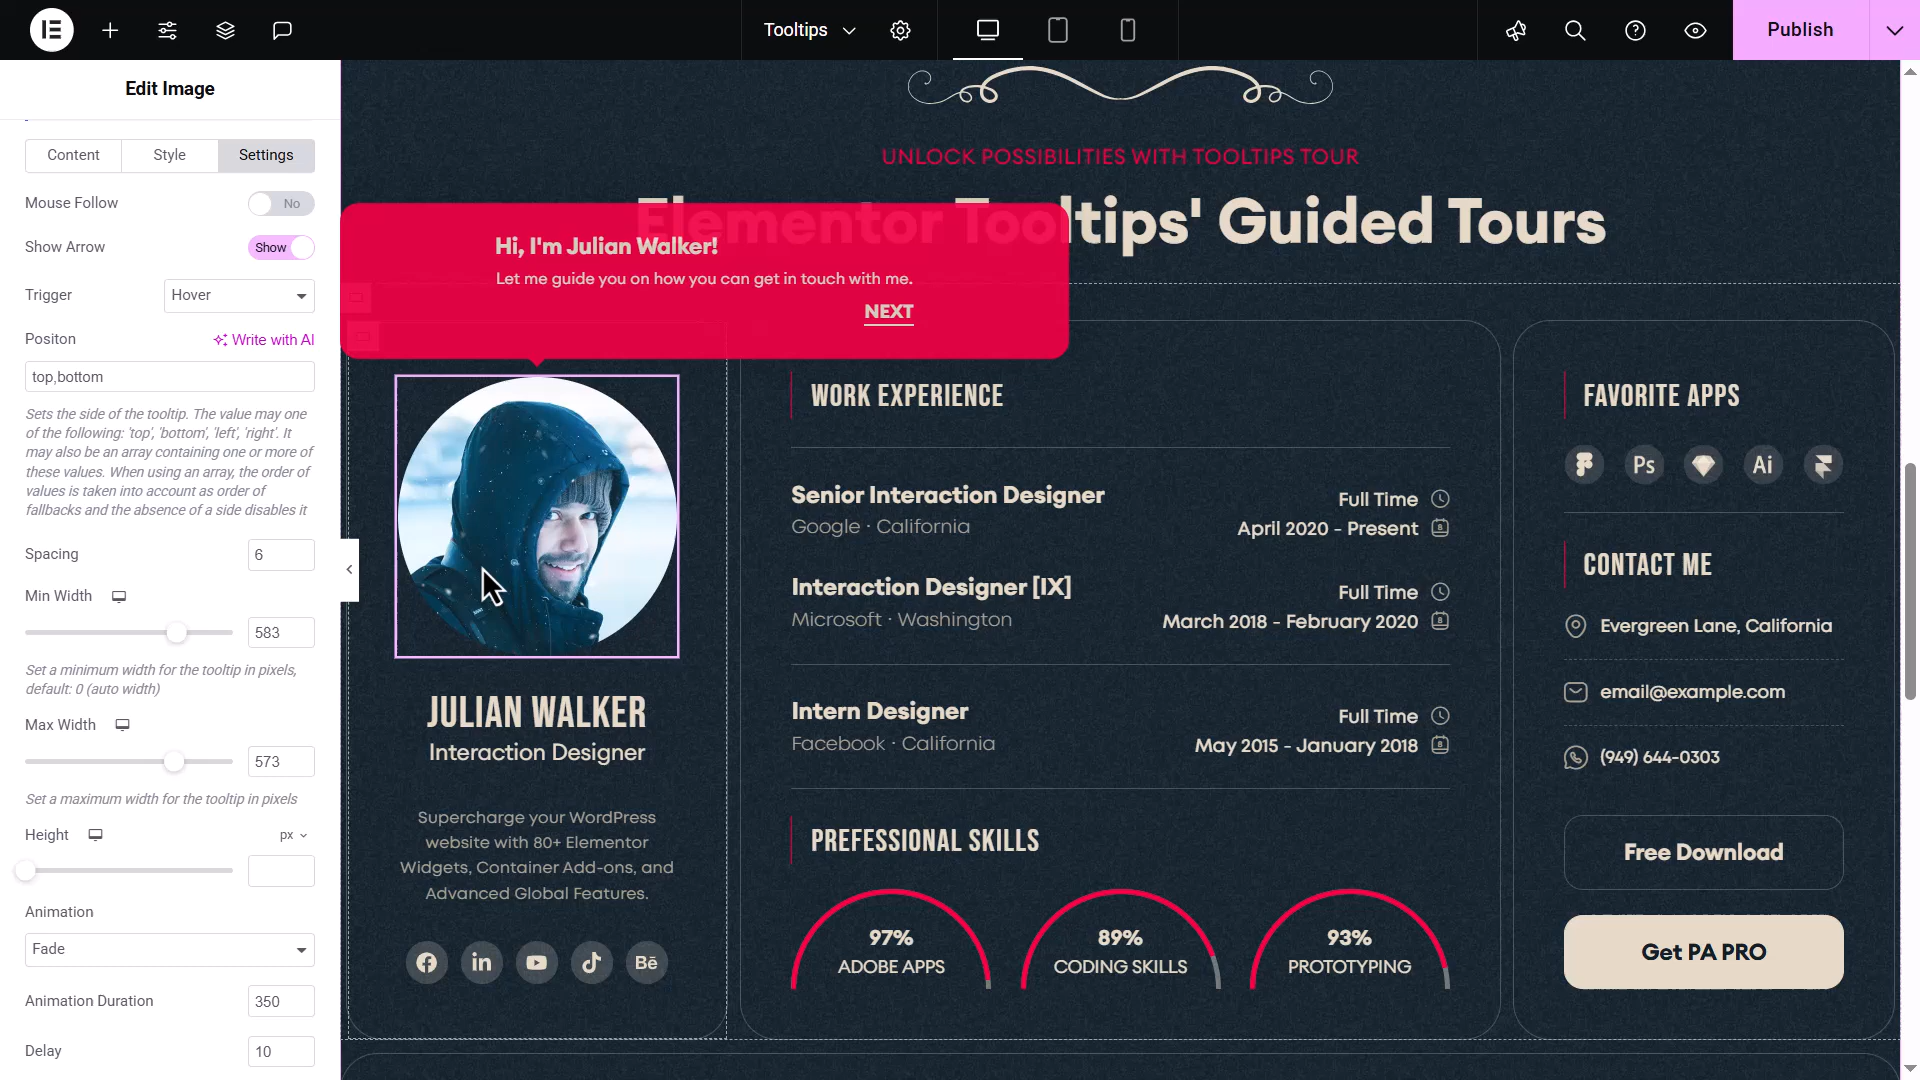 Tooltips
Publish
Edit Image
Content
Style
Settings
Mouse Follow
No
Show Arrow
Show
Trigger
Hover
Positon
Write with AI
top,bottom
Sets the side of the tooltip. The value may one
of the following: 'top', 'bottom', 'left', 'right'. It
may also be an array containing one or more of
these values. When using an array, the order of
values is taken into account as order of
fallbacks and the absence of a side disables it
Spacing
6
Min Width
583
Set a minimum width for the tooltip in pixels,
default: 0 (auto width)
Max Width
573
Set a maximum width for the tooltip in pixels
Height
px
Animation
Fade
Animation Duration
350
Delay
10
UNLOCK POSSIBILITIES WITH TOOLTIPS TOUR
Elementor Tooltips' Guided Tours
Hi, I'm Julian Walker!
Let me guide you on how you can get in touch with me.
NEXT
JULIAN WALKER
Interaction Designer
Supercharge your WordPress
website with 80+ Elementor
Widgets, Container Add-ons, and
Advanced Global Features.
in
Bē
WORK EXPERIENCE
Senior Interaction Designer
Full Time
Google · California
April 2020 - Present
8
Interaction Designer [IX]
Full Time
Microsoft · Washington
March 2018 - February 2020
8
Intern Designer
Full Time
Facebook · California
May 2015 - January 2018
8
PREFESSIONAL SKILLS
97%
ADOBE APPS
89%
CODING SKILLS
93%
PROTOTYPING
FAVORITE APPS
Ps
Ai
CONTACT ME
Evergreen Lane, California
email@example.com
(949) 644-0303
Free Download
Get PA PRO